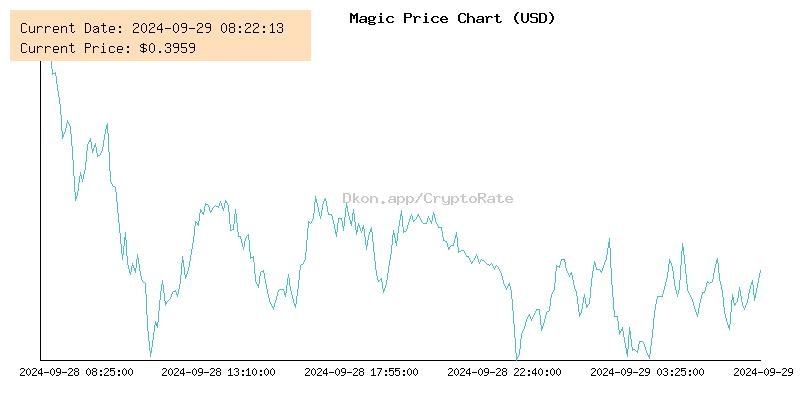 Magic Price Chart (USD)
Current Date: 2024-09-29 08:22:13
Current Price: $0.3959
Dkon.app/CryptoRate
2024-09-28 08:25:00 2024-09-28 13:10:00 2024-09-28 17:55:00 2024-09-28 22:40:00 2024-09-29 03:25:00 2024-09-29